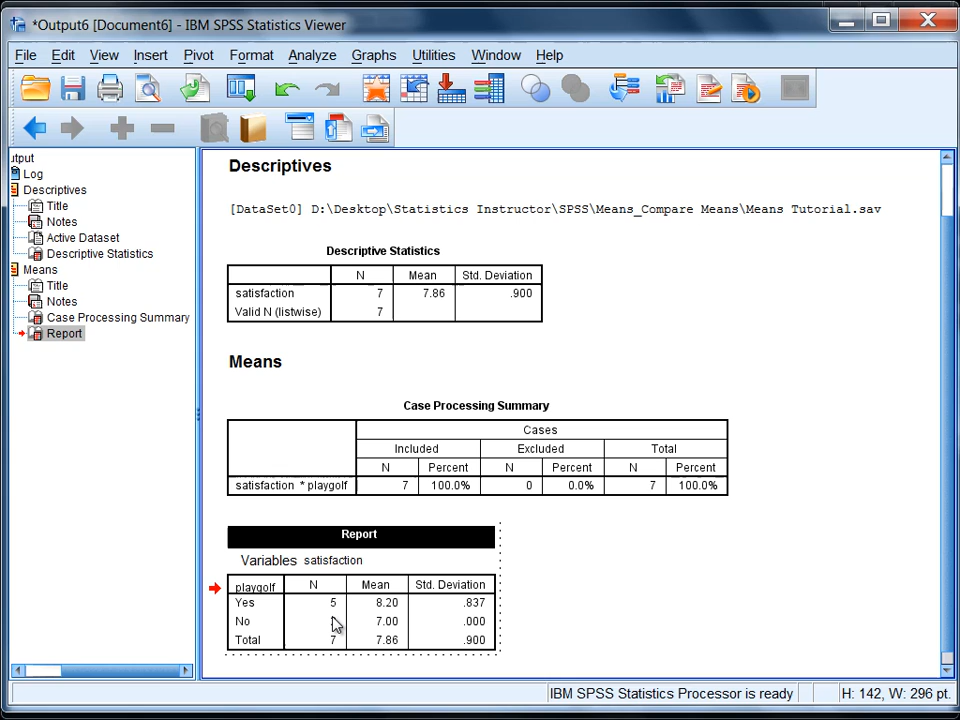 *Output6 [Document6] - IBM SPSS Statistics Viewer
File Edit View Insert Pivot Format Analyze Graphs Utilities Window Help
utput
Log
Descriptives
Title
Notes
Active Dataset
Descriptive Statistics
Means
Title
Notes
Case Processing Summary
Report
Descriptives
[DataSet0] D:\Desktop\Statistics Instructor\SPSS\Means_Compare Means\Means Tutorial.sav
Descriptive Statistics
N Mean Std. Deviation
satisfaction 7 7.86 .900
Valid N (listwise) 7
Means
Case Processing Summary
Cases
Included Excluded Total
N Percent N Percent N Percent
satisfaction * playgolf 7 100.0% 0 0.0% 7 100.0%
Report
Variables satisfaction
playgolf N Mean Std. Deviation
Yes 5 8.20 .837
No 7.00 .000
Total 7 7.86 .900
IBM SPSS Statistics Processor is ready H: 142, W: 296 pt.